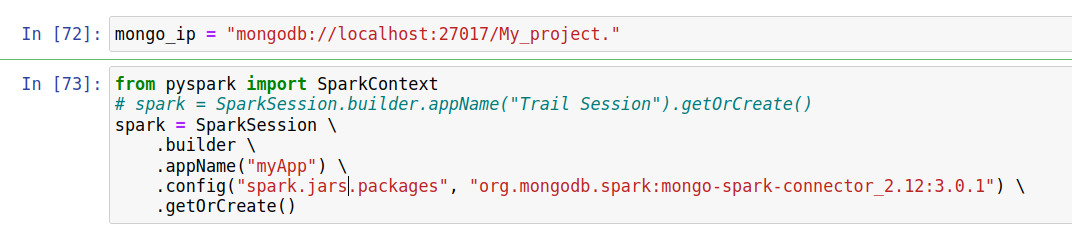 In [72]: mongo_ip = "mongodb://localhost:27017/My_project."
In [73]: from pyspark import SparkContext
# spark = SparkSession.builder.appName("Trail Session").getOrCreate()
spark = SparkSession \
    .builder \
    .appName("myApp") \
    .config("spark.jars.packages", "org.mongodb.spark:mongo-spark-connector_2.12:3.0.1") \
    .getOrCreate()